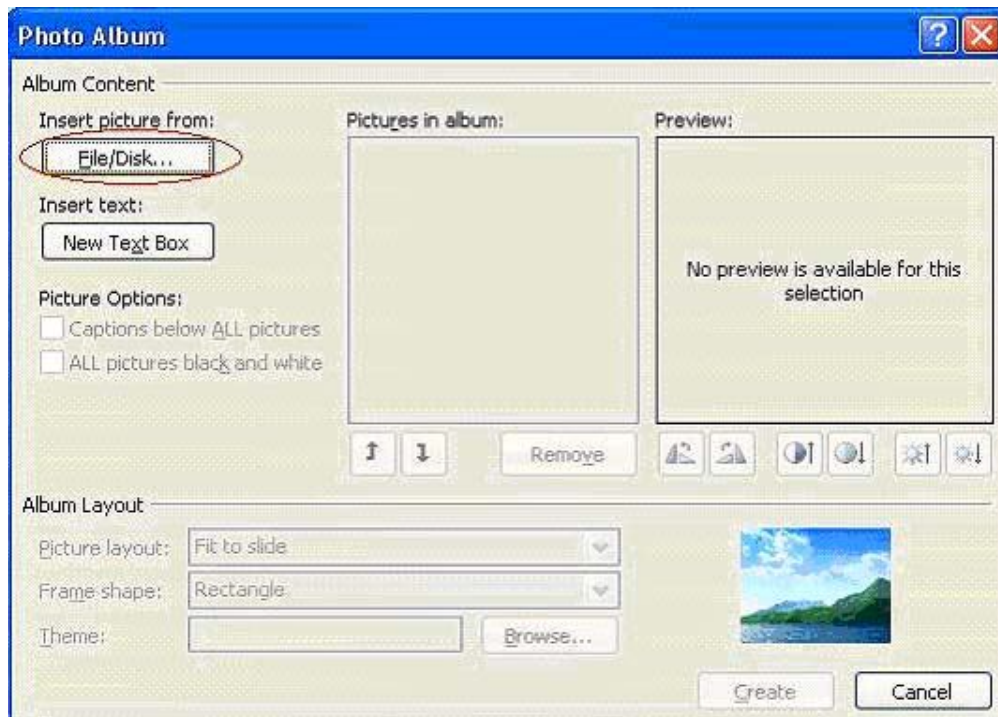 Photo Album
Album Content
Insert picture from:
File/Disk...
Insert text:
New Text Box
Picture Options:
Captions below ALL pictures
ALL pictures black and white
Pictures in album:
Remove
Preview:
No preview is available for this
selection
Album Layout
Picture layout:
Fit to slide
Frame shape:
Rectangle
Theme:
Browse...
Create
Cancel